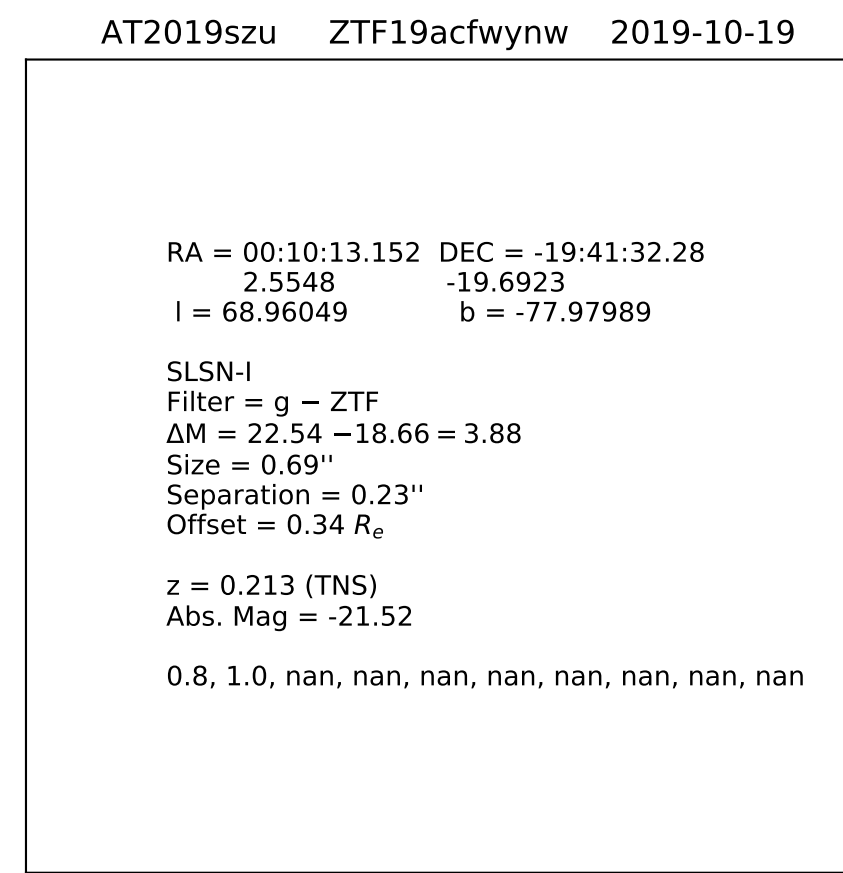 AT2019szu ZTF19acfwynw 2019-10-19
RA = 00:10:13.152 DEC = -19:41:32.28
2.5548 -19.6923
l = 68.96049 b = -77.97989
SLSN-I
Filter = g − ZTF
ΔM = 22.54 −18.66 = 3.88
Size = 0.69''
Separation = 0.23''
Offset = 0.34 Re
z = 0.213 (TNS)
Abs. Mag = -21.52
0.8, 1.0, nan, nan, nan, nan, nan, nan, nan, nan